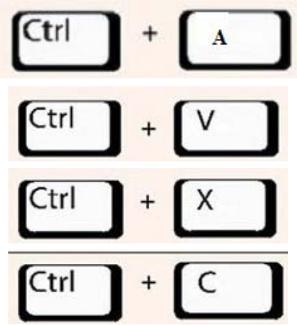 Ctrl + A
Ctrl + V
Ctrl + X
Ctrl + C